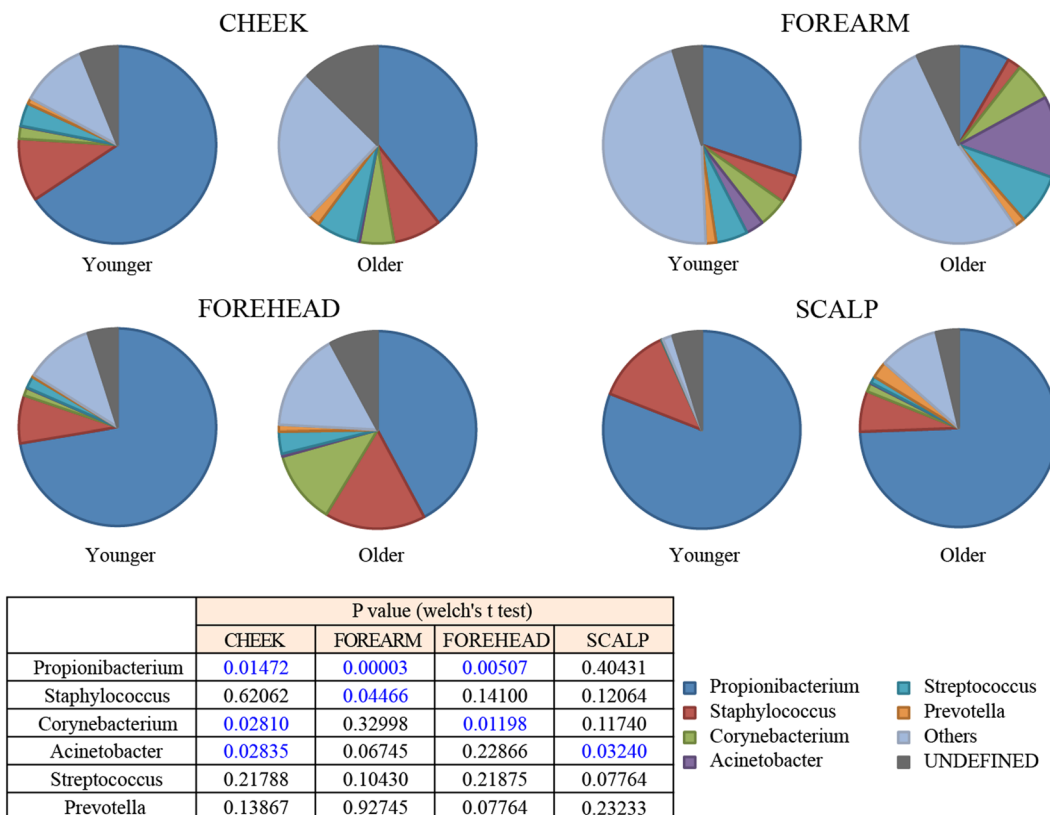 CHEEK
FOREARM
Younger
Older
Younger
Older
FOREHEAD
SCALP
Younger
Older
Younger
Older
P value (welch's t test)
CHEEK FOREARM FOREHEAD SCALP
Propionibacterium 0.01472 0.00003 0.00507 0.40431
Staphylococcus 0.62062 0.04466 0.14100 0.12064
Corynebacterium 0.02810 0.32998 0.01198 0.11740
Acinetobacter 0.02835 0.06745 0.22866 0.03240
Streptococcus 0.21788 0.10430 0.21875 0.07764
Prevotella 0.13867 0.92745 0.07764 0.23233
Propionibacterium
Staphylococcus
Corynebacterium
Acinetobacter
Streptococcus
Prevotella
Others
UNDEFINED